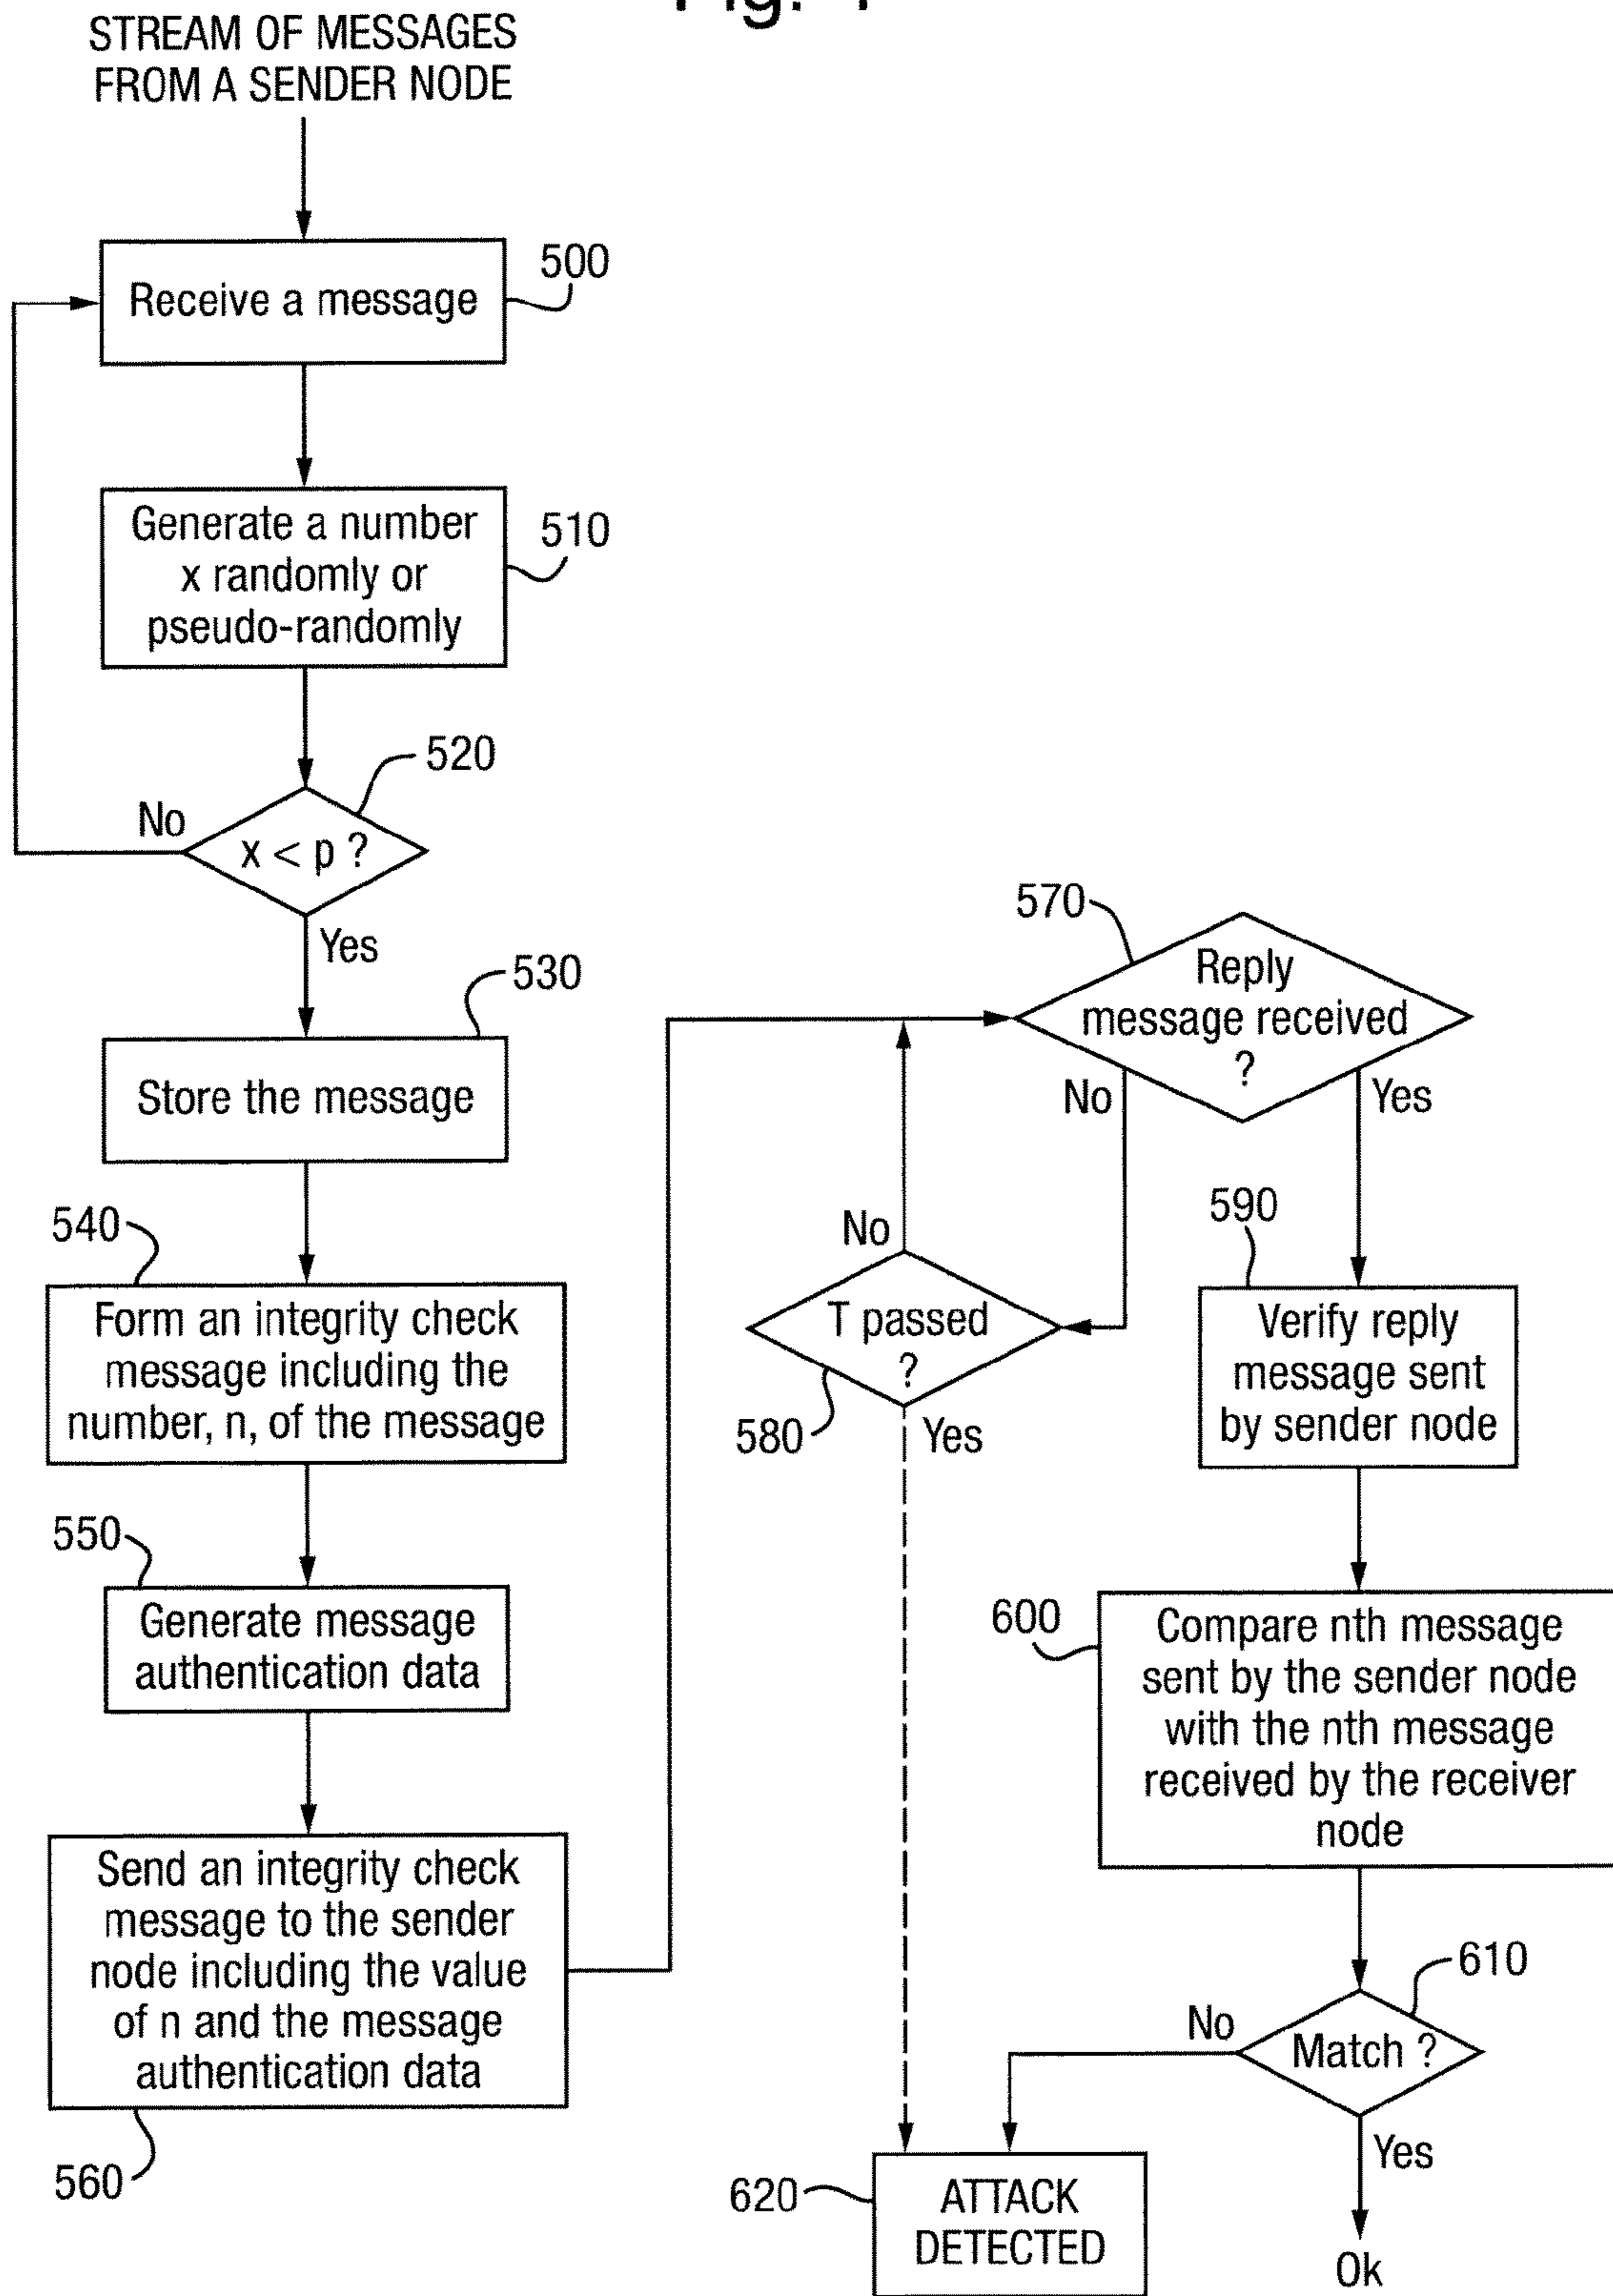 STREAM OF MESSAGES
FROM A SENDER NODE
Receive a message
500
Generate a number
x randomly or
pseudo-randomly
510
520
No
x < p ?
Yes
530
Store the message
540
Form an integrity check
message including the
number, n, of the message
550
Generate message
authentication data
Send an integrity check
message to the sender
node including the value
of n and the message
authentication data
560
570
Reply
message received
?
No
Yes
No
T passed
?
580
Yes
590
Verify reply
message sent
by sender node
600
Compare nth message
sent by the sender node
with the nth message
received by the receiver
node
610
No
Match ?
Yes
620
ATTACK
DETECTED
Ok